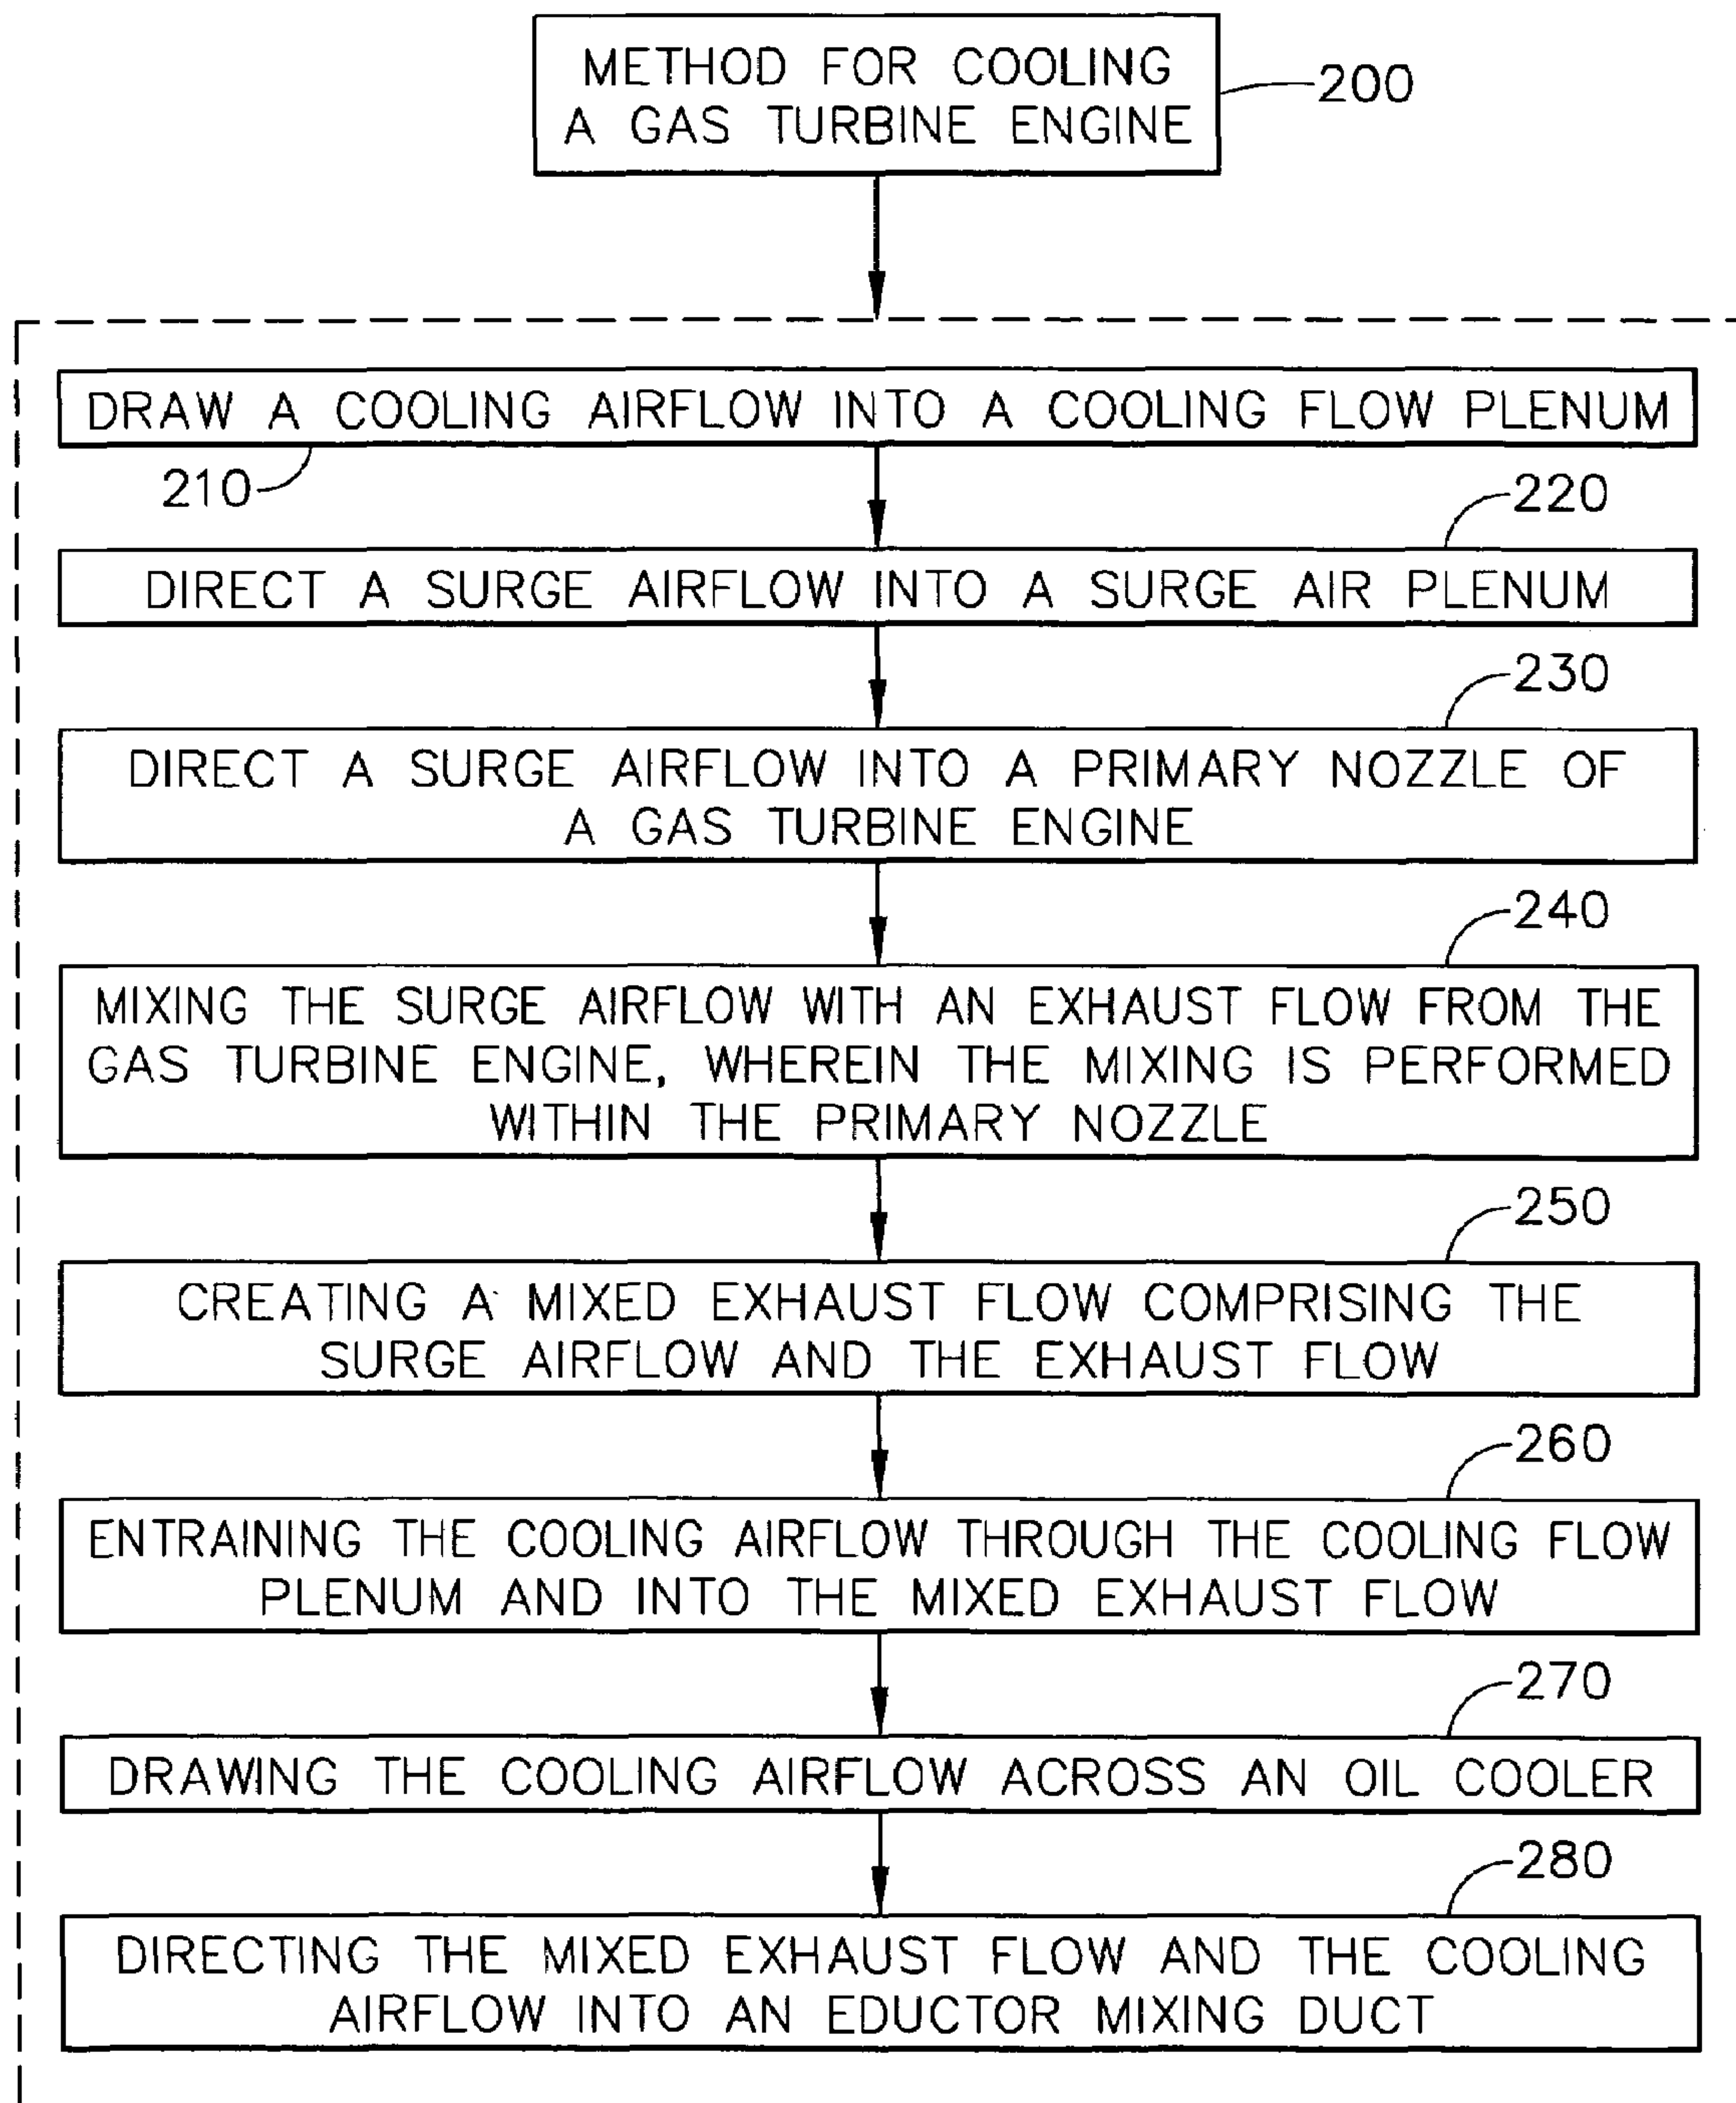 METHOD FOR COOLING
A GAS TURBINE ENGINE
200
DRAW A COOLING AIRFLOW INTO A COOLING FLOW PLENUM
210
220
DIRECT A SURGE AIRFLOW INTO A SURGE AIR PLENUM
230
DIRECT A SURGE AIRFLOW INTO A PRIMARY NOZZLE OF
A GAS TURBINE ENGINE
240
MIXING THE SURGE AIRFLOW WITH AN EXHAUST FLOW FROM THE
GAS TURBINE ENGINE, WHEREIN THE MIXING IS PERFORMED
WITHIN THE PRIMARY NOZZLE
250
CREATING A MIXED EXHAUST FLOW COMPRISING THE
SURGE AIRFLOW AND THE EXHAUST FLOW
260
ENTRAINING THE COOLING AIRFLOW THROUGH THE COOLING FLOW
PLENUM AND INTO THE MIXED EXHAUST FLOW
270
DRAWING THE COOLING AIRFLOW ACROSS AN OIL COOLER
280
DIRECTING THE MIXED EXHAUST FLOW AND THE COOLING
AIRFLOW INTO AN EDUCTOR MIXING DUCT